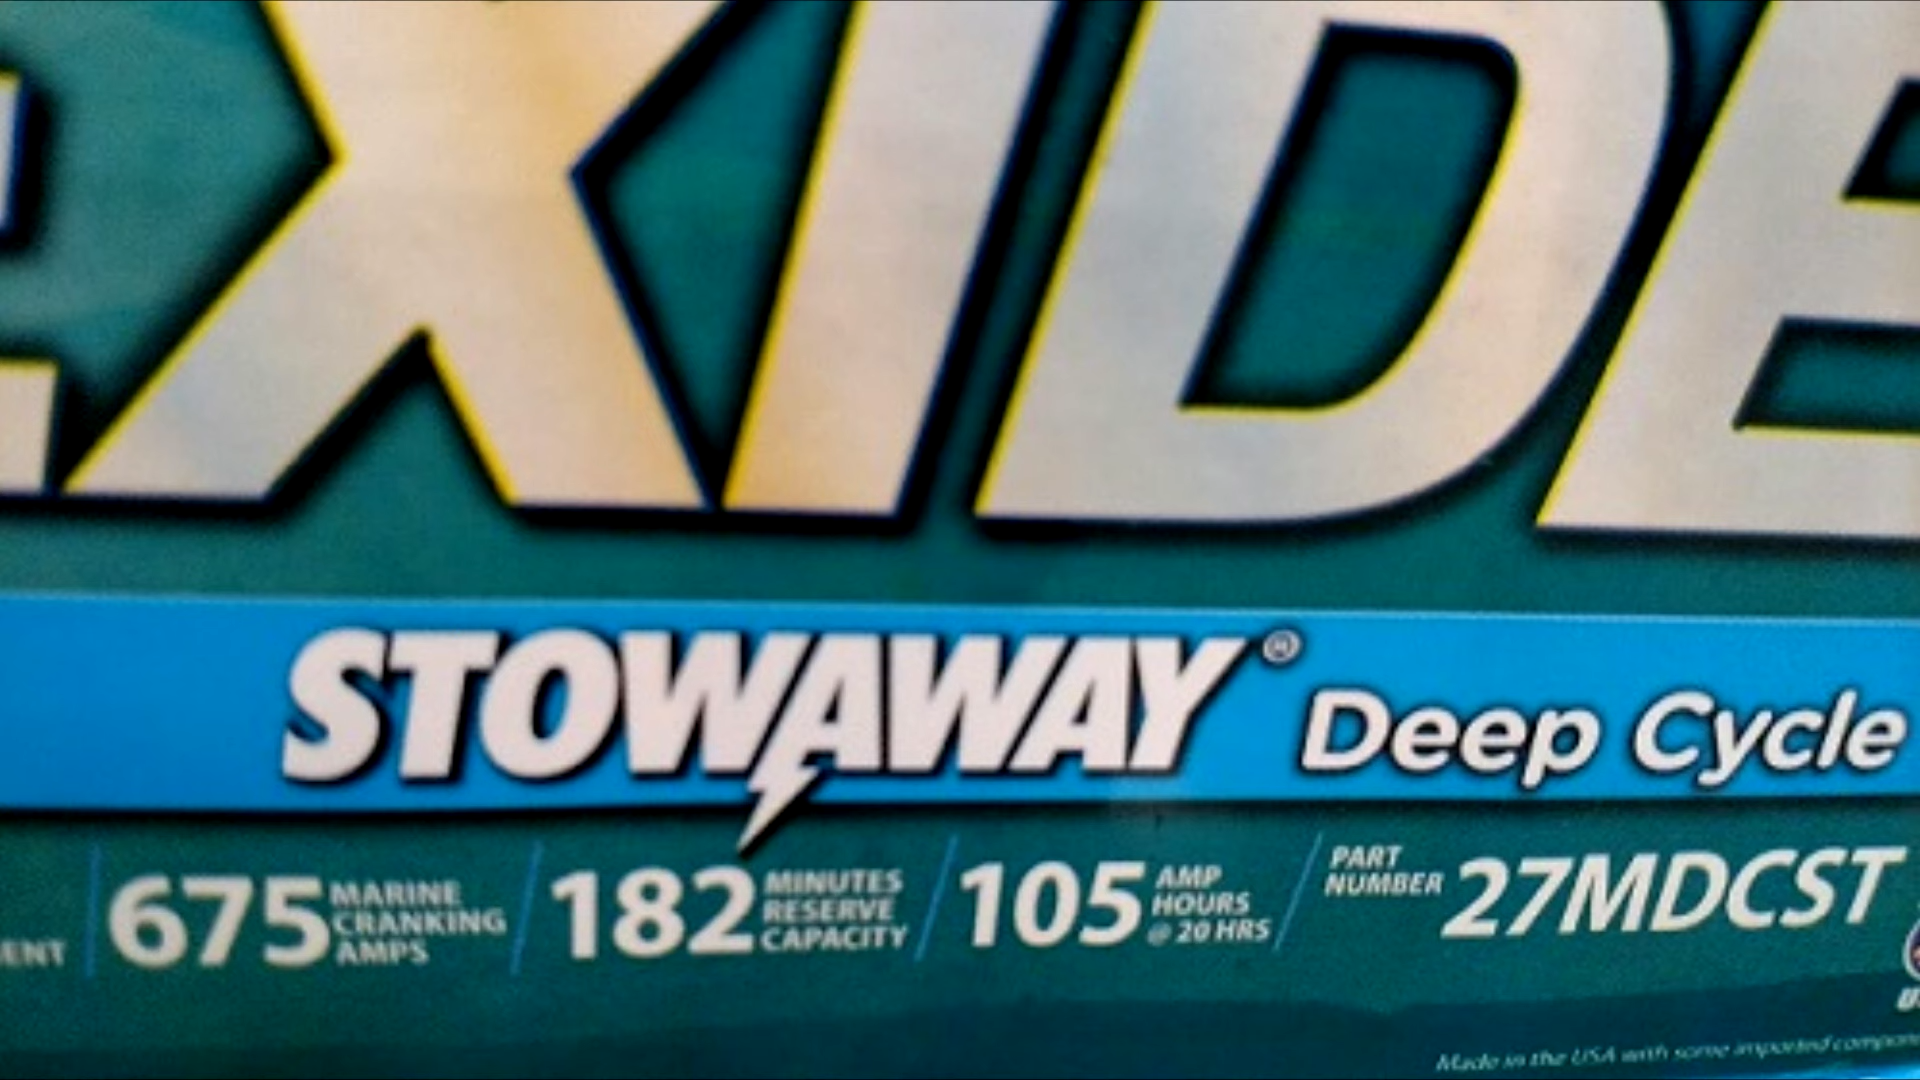 EXIDE
STOWAWAY® Deep Cycle
675 MARINE CRANKING AMPS
182 MINUTES RESERVE CAPACITY
105 AMP HOURS @ 20 HRS
PART NUMBER 27MDCST
Made in the USA with some imported